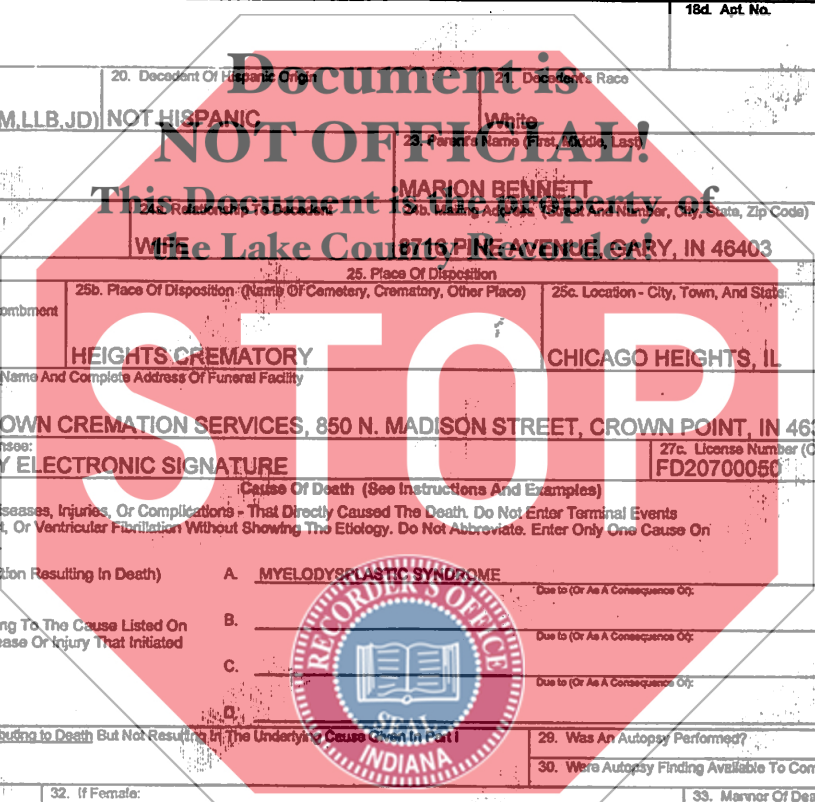 18d. Apt. No.
Document is
20. Decedent Of Hispanic Origin
21. Decedent's Race
M,LLB,JD) NOT HISPANIC
White
NOT OFFICIAL!
23. Parent's Name (First, Middle, Last)
MARION BENNETT
This Document is the property of
24a. Relationship To Decedent
24b. Mailing Address (Street And Number, City, State, Zip Code)
Wife
8716 PINE AVENUE, GARY, IN 46403
the Lake County Recorder!
25. Place Of Disposition
25b. Place Of Disposition (Name Of Cemetery, Crematory, Other Place)
25c. Location - City, Town, And State:
ombment
HEIGHTS CREMATORY
CHICAGO HEIGHTS, IL
STOP
Name And Complete Address Of Funeral Facility
OWN CREMATION SERVICES, 850 N. MADISON STREET, CROWN POINT, IN 463
nsee:
27c. License Number (O
Y ELECTRONIC SIGNATURE
FD20700050
Cause Of Death (See Instructions And Examples)
seases, Injuries, Or Complications - That Directly Caused The Death. Do Not Enter Terminal Events
t, Or Ventricular Fibrillation Without Showing The Etiology. Do Not Abbreviate. Enter Only One Cause On
tion Resulting In Death)
A. MYELODYSPLASTIC SYNDROME
Due to (Or As A Consequence Of):
ng To The Cause Listed On
B.
ease Or Injury That Initiated
Due to (Or As A Consequence Of):
C.
Due to (Or As A Consequence Of):
D.
RECORDER'S OFFICE
SEAL
INDIANA
buting to Death But Not Resulting In The Underlying Cause Given In Part I
29. Was An Autopsy Performed?
30. Were Autopsy Finding Available To Com
32. If Female:
33. Manner Of Dea